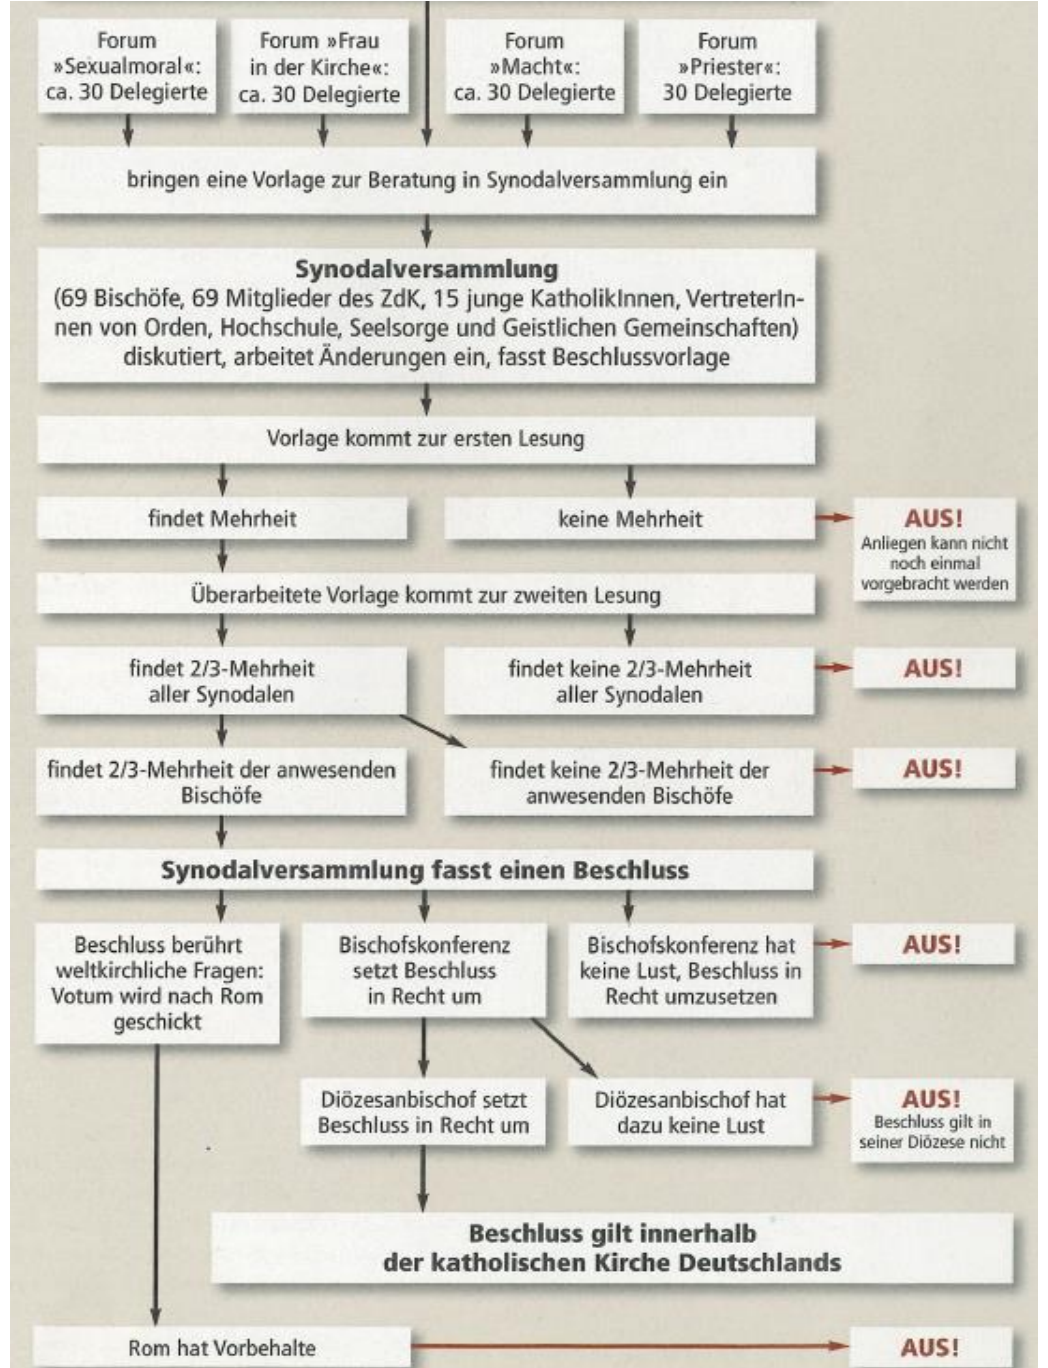 Forum
»Sexualmoral«:
ca. 30 Delegierte
Forum »Frau
in der Kirche«:
ca. 30 Delegierte
Forum
»Macht«:
ca. 30 Delegierte
Forum
»Priester«:
30 Delegierte
bringen eine Vorlage zur Beratung in Synodalversammlung ein
Synodalversammlung
(69 Bischöfe, 69 Mitglieder des ZdK, 15 junge KatholikInnen, VertreterIn-
nen von Orden, Hochschule, Seelsorge und Geistlichen Gemeinschaften)
diskutiert, arbeitet Änderungen ein, fasst Beschlussvorlage
Vorlage kommt zur ersten Lesung
findet Mehrheit
keine Mehrheit
AUS!
Anliegen kann nicht
noch einmal
vorgebracht werden
Überarbeitete Vorlage kommt zur zweiten Lesung
findet 2/3-Mehrheit
aller Synodalen
findet keine 2/3-Mehrheit
aller Synodalen
AUS!
findet 2/3-Mehrheit der anwesenden
Bischöfe
findet keine 2/3-Mehrheit der
anwesenden Bischöfe
AUS!
Synodalversammlung fasst einen Beschluss
Beschluss berührt
weltkirchliche Fragen:
Votum wird nach Rom
geschickt
Bischofskonferenz
setzt Beschluss
in Recht um
Bischofskonferenz hat
keine Lust, Beschluss in
Recht umzusetzen
AUS!
Diözesanbischof setzt
Beschluss in Recht um
Diözesanbischof hat
dazu keine Lust
AUS!
Beschluss gilt in
seiner Diözese nicht
Beschluss gilt innerhalb
der katholischen Kirche Deutschlands
Rom hat Vorbehalte
AUS!